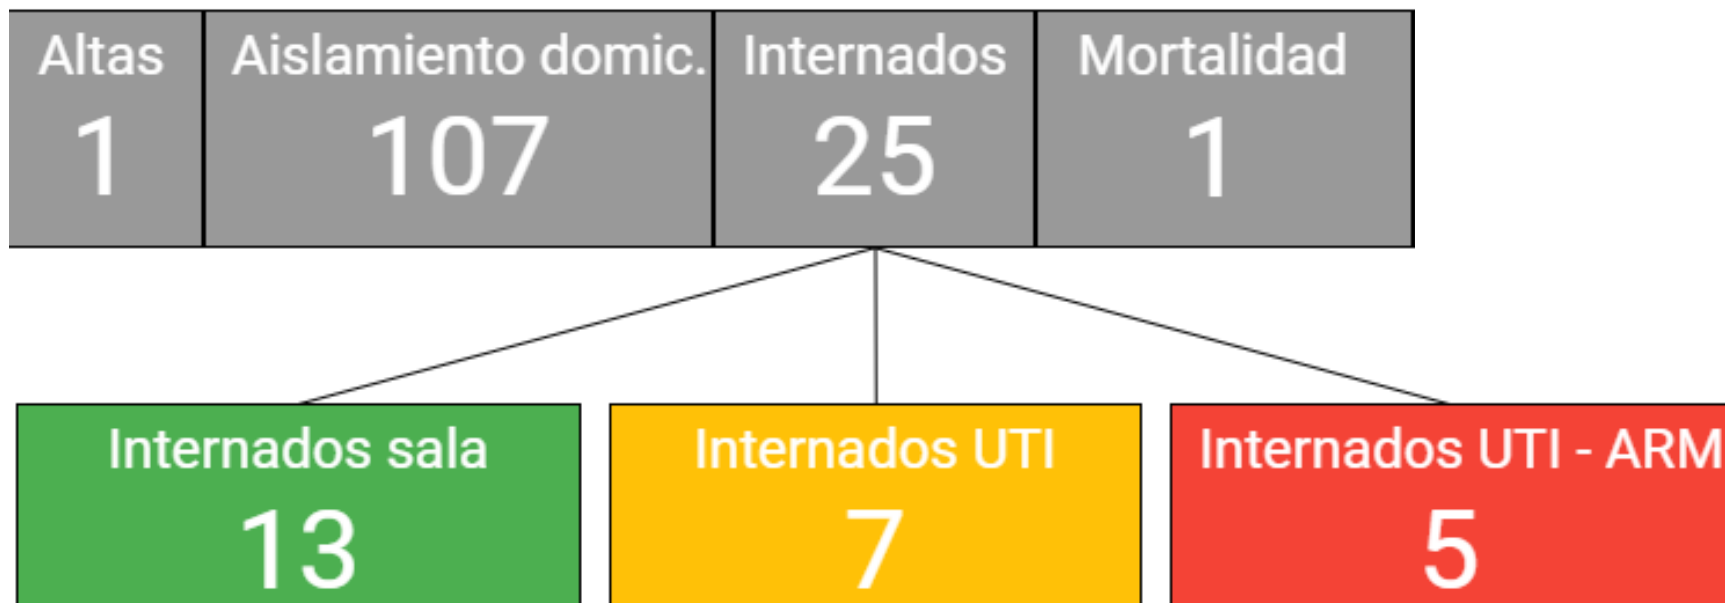 Altas
1
Aislamiento domic.
107
Internados
25
Mortalidad
1
Internados sala
13
Internados UTI
7
Internados UTI - ARM
5